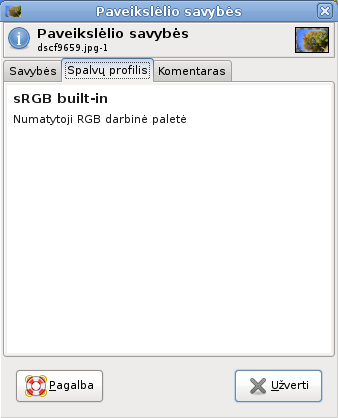 Paveikslėlio savybės
Paveikslėlio savybės
dscf9659.jpg-1
Savybės Spalvų profilis Komentaras
sRGB built-in
Numatytoji RGB darbinė paletė
Pagalba Užverti